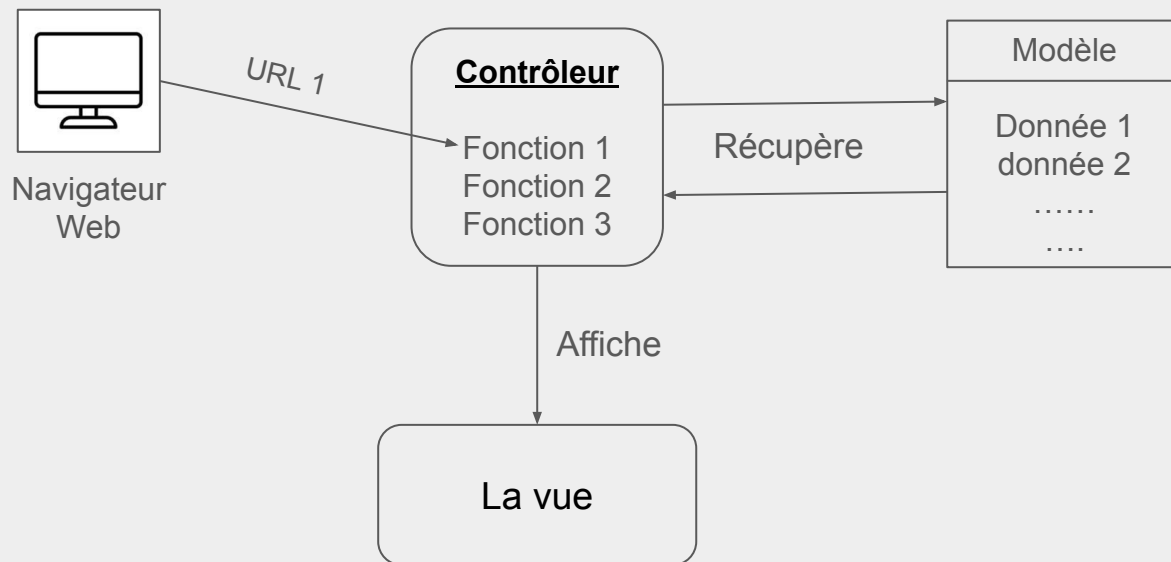 URL 1
Navigateur
Web
Contrôleur
Fonction 1
Fonction 2
Fonction 3
Récupère
Modèle
Donnée 1
donnée 2
……
….
Affiche
La vue